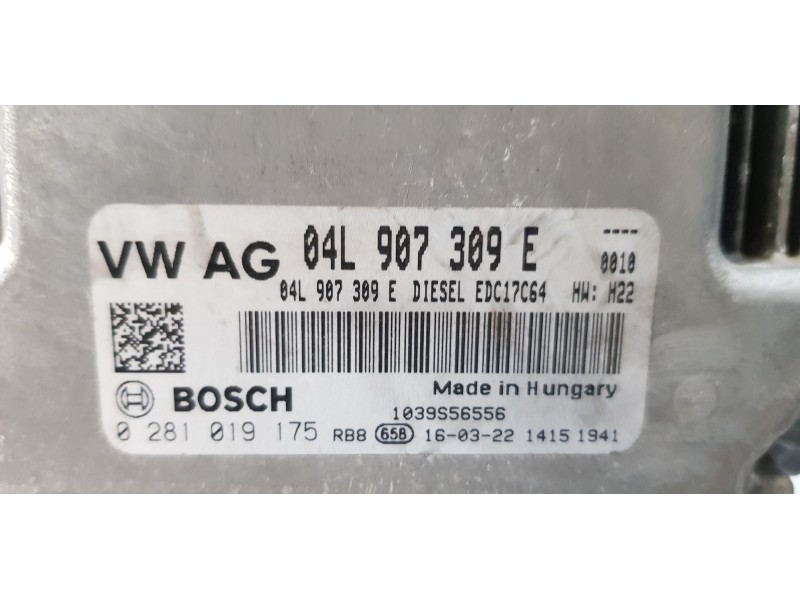 VW AG 04L 907 309 E ----
0010
04L 907 309 E DIESEL EDC17C64 HW: H22
BOSCH Made in Hungary
1039S56556
0 281 019 175 RB8 658 16-03-22 1415 1941